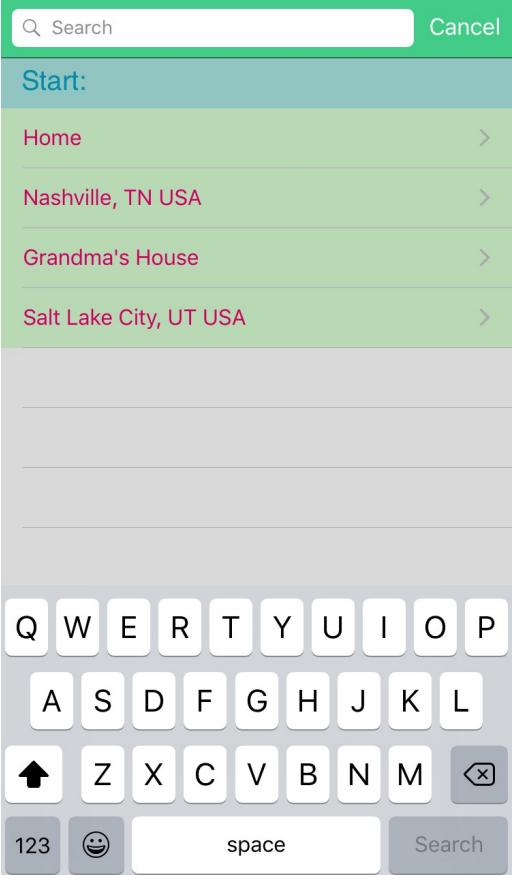 Search Cancel
Start:
Home
Nashville, TN USA
Grandma's House
Salt Lake City, UT USA
Q W E R T Y U I O P
A S D F G H J K L
Z X C V B N M
123 space Search